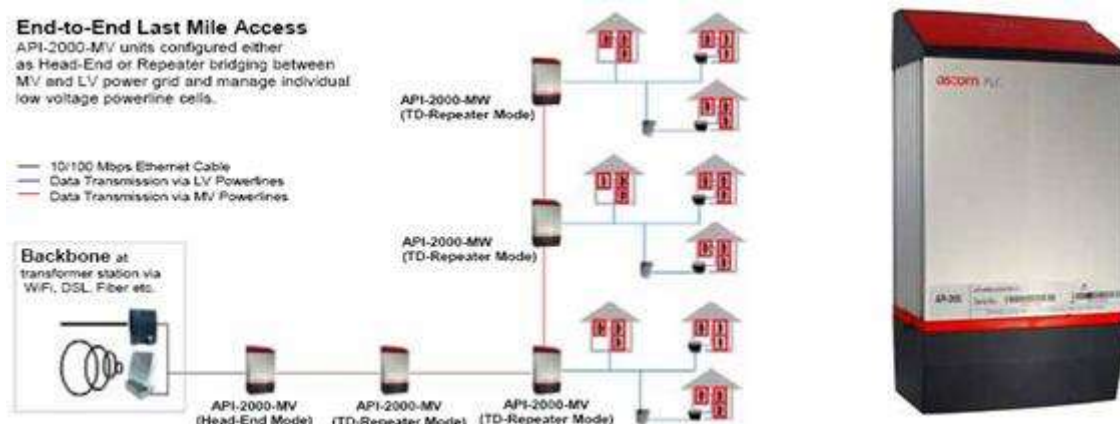 End-to-End Last Mile Access
API-2000-MV units configured either
as Head-End or Repeater bridging between
MV and LV power grid and manage individual
low voltage powerline cells.
10/100 Mbps Ethernet Cable
Data Transmission via LV Powerlines
Data Transmission via MV Powerlines
Backbone at
transformer station via
WiFi, DSL, Fiber etc.
API-2000-MW
(TD-Repeater Mode)
API-2000-MW
(TD-Repeater Mode)
API-2000-MV
(Head-End Mode)
API-2000-MV
(TD-Repeater Mode)
API-2000-MV
(TD-Repeater Mode)
ascom PLC